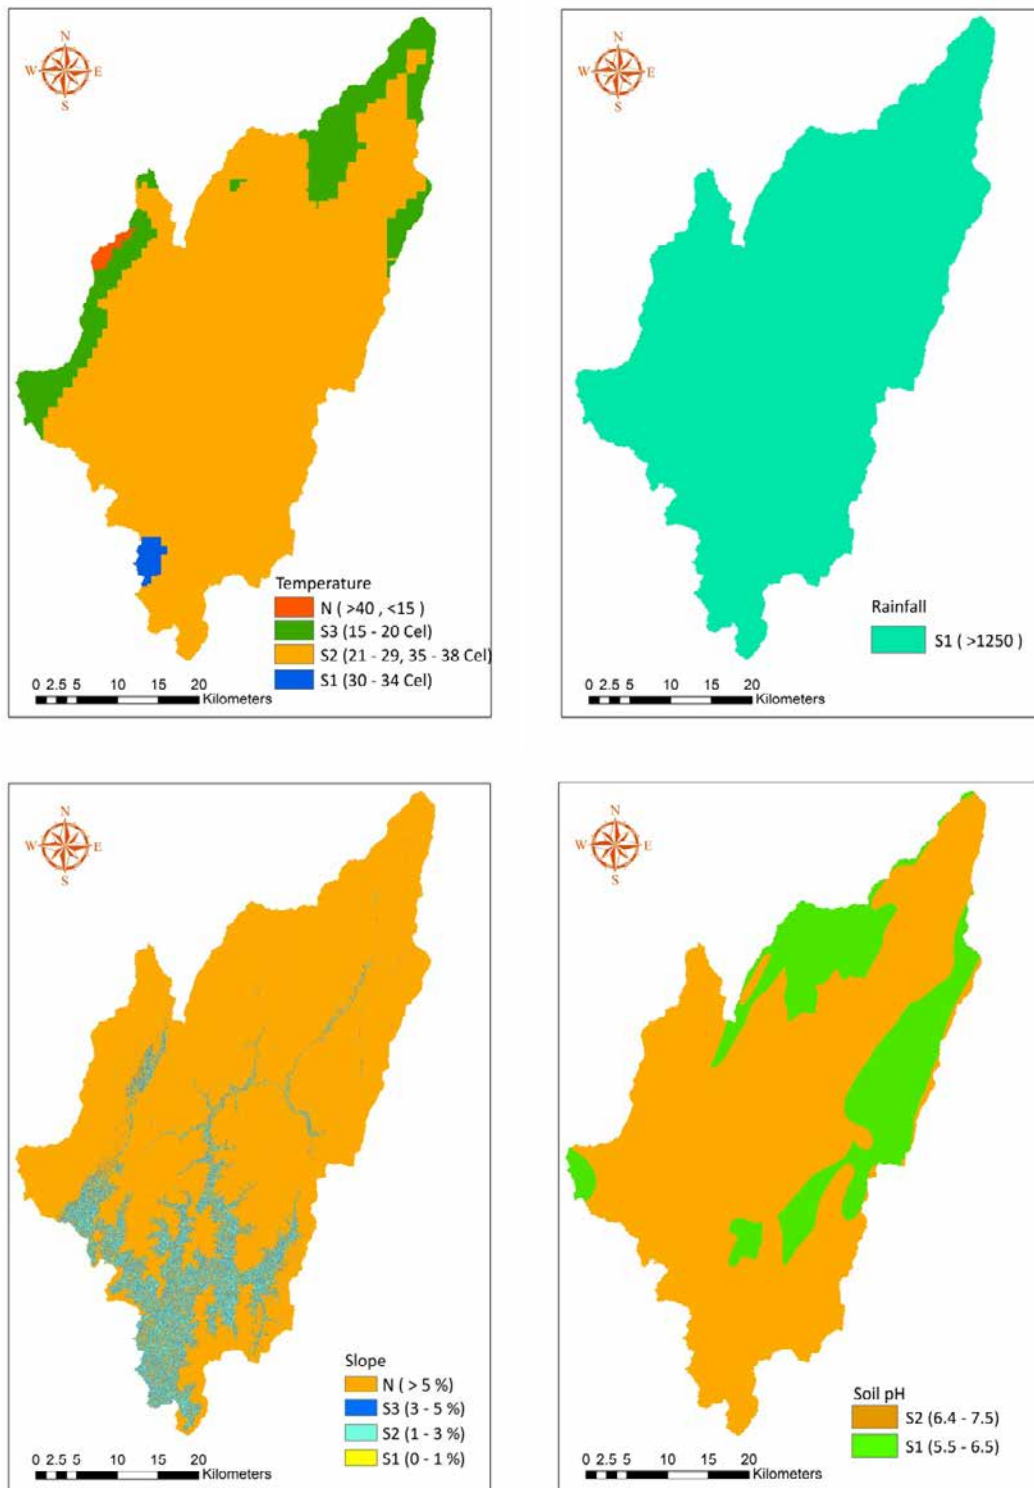 N
W E
S
Temperature
N ( >40 , <15 )
S3 (15 - 20 Cel)
S2 (21 - 29, 35 - 38 Cel)
S1 (30 - 34 Cel)
0 2.5 5 10 15 20
Kilometers
N
W E
S
Rainfall
S1 ( >1250 )
0 2.5 5 10 15 20
Kilometers
N
W E
S
Slope
N ( > 5 %)
S3 (3 - 5 %)
S2 (1 - 3 %)
S1 (0 - 1 %)
0 2.5 5 10 15 20
Kilometers
N
W E
S
Soil pH
S2 (6.4 - 7.5)
S1 (5.5 - 6.5)
0 2.5 5 10 15 20
Kilometers